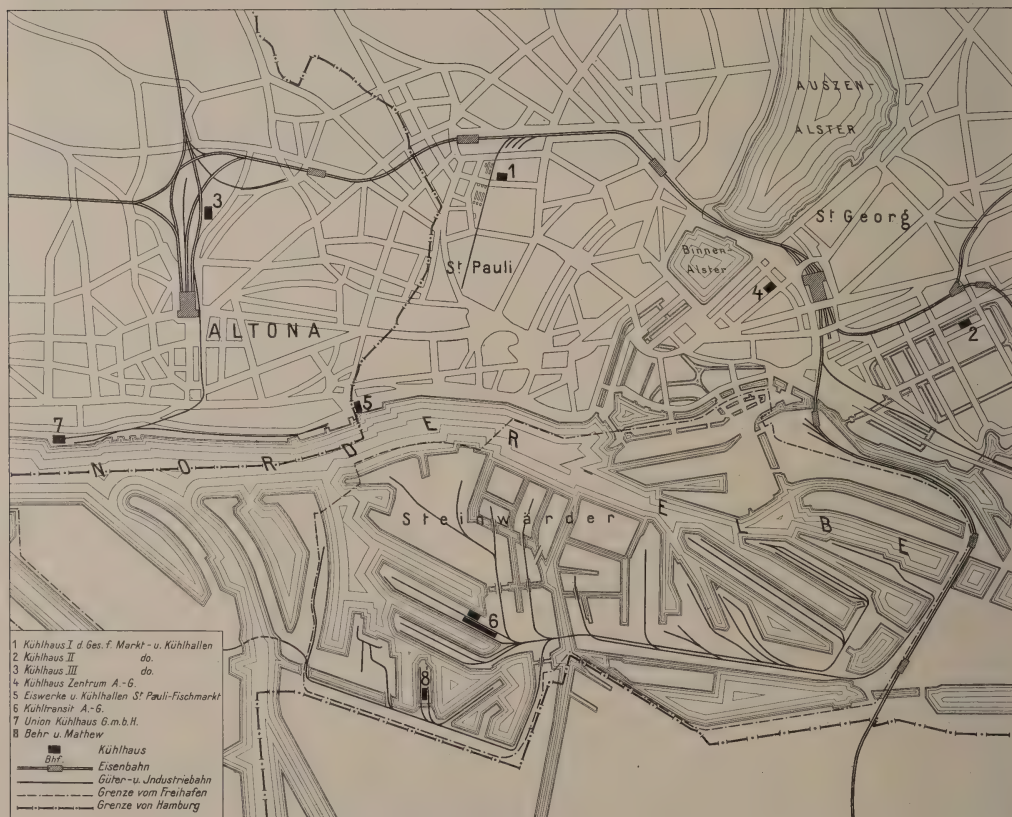 AUSZEN-
ALSTER
1
3
St Georg
Binnen-
Alster
St Pauli
4
2
ALTONA
5
7
NORDERELBE
Steinwärder
6
8
1 Kühlhaus I d. Ges. f. Markt- u. Kühlhallen
2 Kühlhaus II do.
3 Kühlhaus III do.
4 Kühlhaus Zentrum A.-G.
5 Eiswerke u. Kühlhallen St Pauli-Fischmarkt
6 Kühltransit A.-G.
7 Union Kühlhaus G.m.b.H.
8 Behr u. Mathew
Kühlhaus
Bhf.
Eisenbahn
Güter- u. Jndustriebahn
Grenze vom Freihafen
Grenze von Hamburg